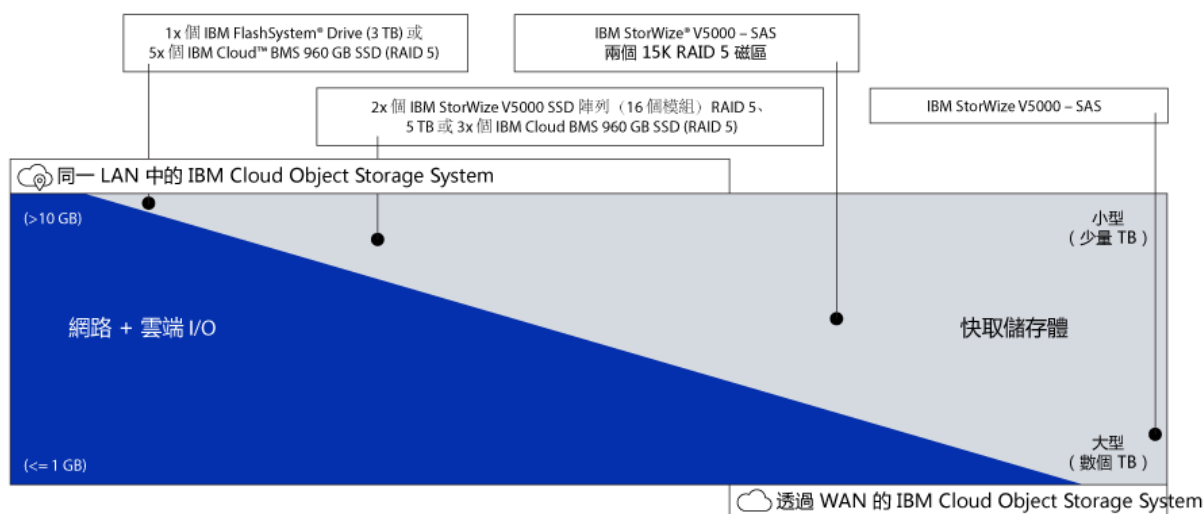 1x 個 IBM FlashSystem® Drive (3 TB) 或
5x 個 IBM Cloud™ BMS 960 GB SSD (RAID 5)
IBM StorWize® V5000 – SAS
兩個 15K RAID 5 磁區
2x 個 IBM StorWize V5000 SSD 陣列（16 個模組）RAID 5、
5 TB 或 3x 個 IBM Cloud BMS 960 GB SSD (RAID 5)
IBM StorWize V5000 – SAS
同一 LAN 中的 IBM Cloud Object Storage System
(>10 GB)
小型
( 少量 TB )
網路 + 雲端 I/O
快取儲存體
大型
( 數個 TB )
(<= 1 GB)
透過 WAN 的 IBM Cloud Object Storage System